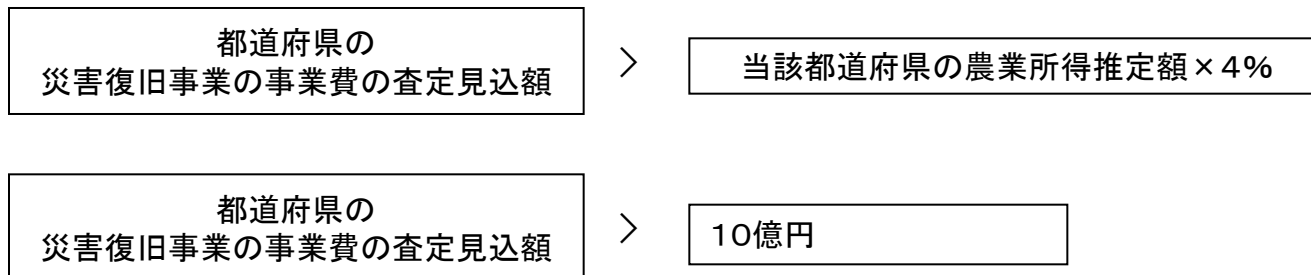 都道府県の
災害復旧事業の事業費の査定見込額
>
当該都道府県の農業所得推定額×4%
都道府県の
災害復旧事業の事業費の査定見込額
>
10億円